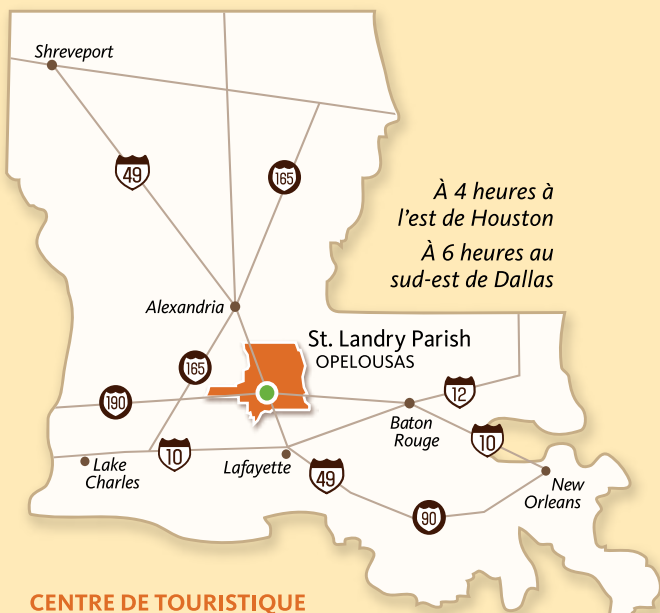 Shreveport
49
165
À 4 heures à
l'est de Houston
À 6 heures au
sud-est de Dallas
Alexandria
St. Landry Parish
OPELOUSAS
165
190
12
Baton
Rouge
10
10
Lake
Charles
Lafayette
49
New
Orleans
90
CENTRE DE TOURISTIQUE